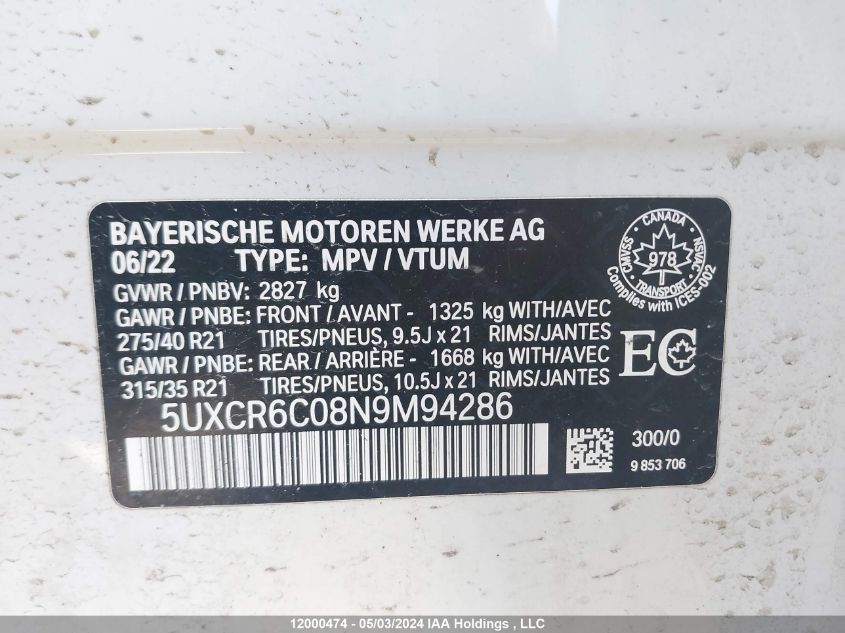 BAYERISCHE MOTOREN WERKE AG
06/22 TYPE: MPV / VTUM
GVWR / PNBV: 2827 kg
GAWR / PNBE: FRONT / AVANT - 1325 kg WITH/AVEC
275/40 R21 TIRES/PNEUS, 9.5J x 21 RIMS/JANTES
GAWR / PNBE: REAR / ARRIÈRE - 1668 kg WITH/AVEC
315/35 R21 TIRES/PNEUS, 10.5J x 21 RIMS/JANTES
5UXCR6C08N9M94286
CANADA
CMVSS
978
NSVAC
TRANSPORT
Complies with ICES-002
EC
300/0
9 853 706
12000474 - 05/03/2024 IAA Holdings , LLC